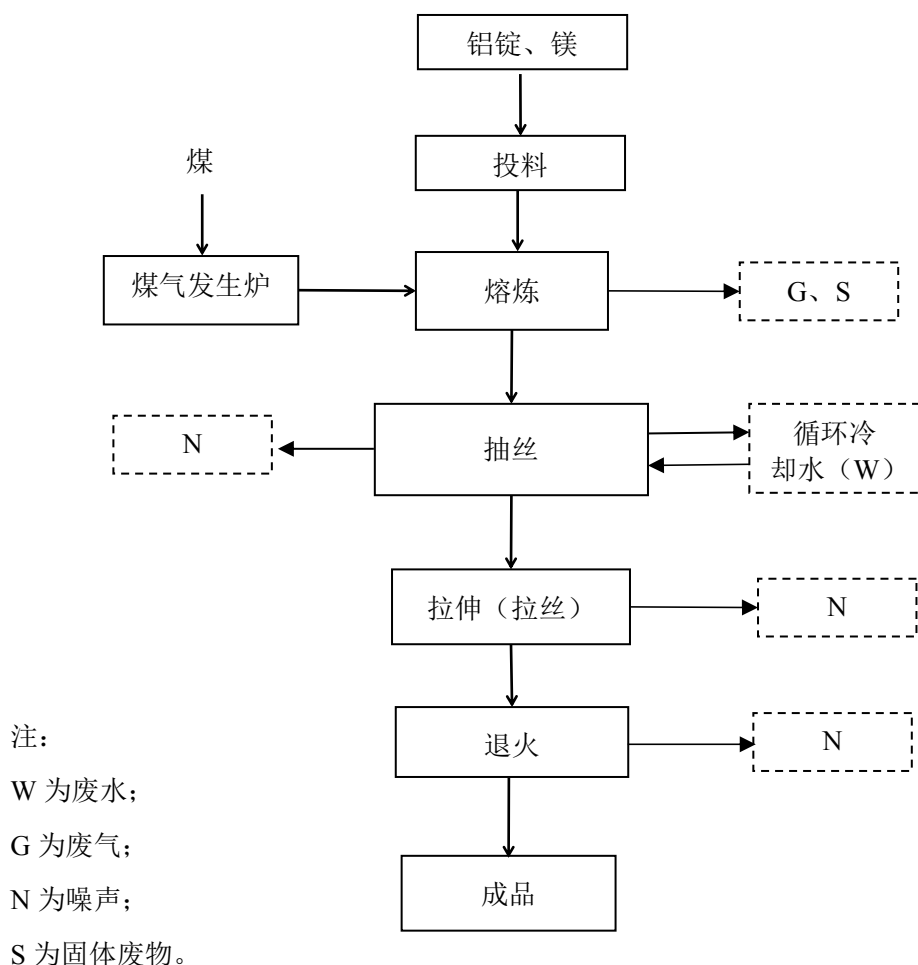 铝锭、镁
煤
投料
煤气发生炉
熔炼
G、S
N
抽丝
循环冷
却水（W）
拉伸（拉丝）
N
退火
N
成品
注：
W 为废水；
G 为废气；
N 为噪声；
S 为固体废物。